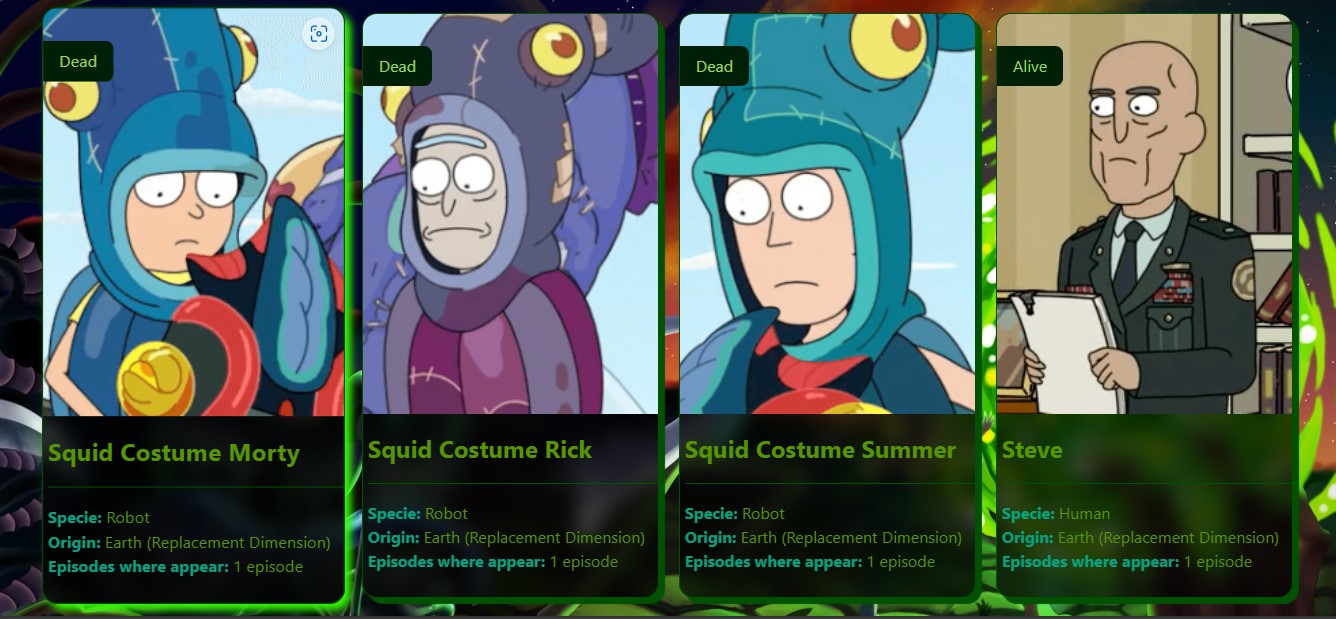 Dead
Squid Costume Morty
Specie: Robot
Origin: Earth (Replacement Dimension)
Episodes where appear: 1 episode
Dead
Squid Costume Rick
Specie: Robot
Origin: Earth (Replacement Dimension)
Episodes where appear: 1 episode
Dead
Squid Costume Summer
Specie: Robot
Origin: Earth (Replacement Dimension)
Episodes where appear: 1 episode
Alive
Steve
Specie: Human
Origin: Earth (Replacement Dimension)
Episodes where appear: 1 episode